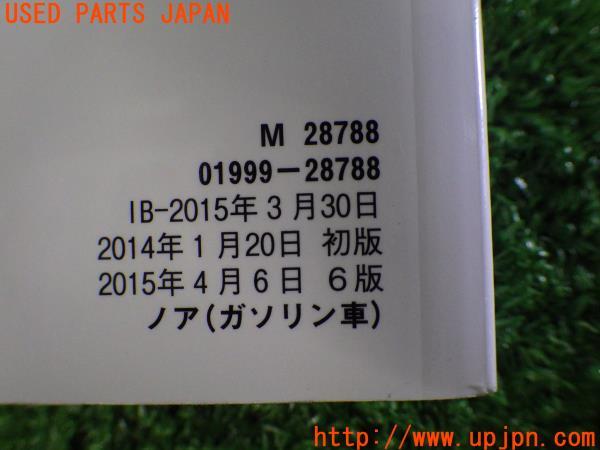 USED PARTS JAPAN
M 28788
01999-28788
IB-2015年3月30日
2014年1月20日 初版
2015年4月6日 6版
ノア(ガソリン車)
http://www.upjpn.com/